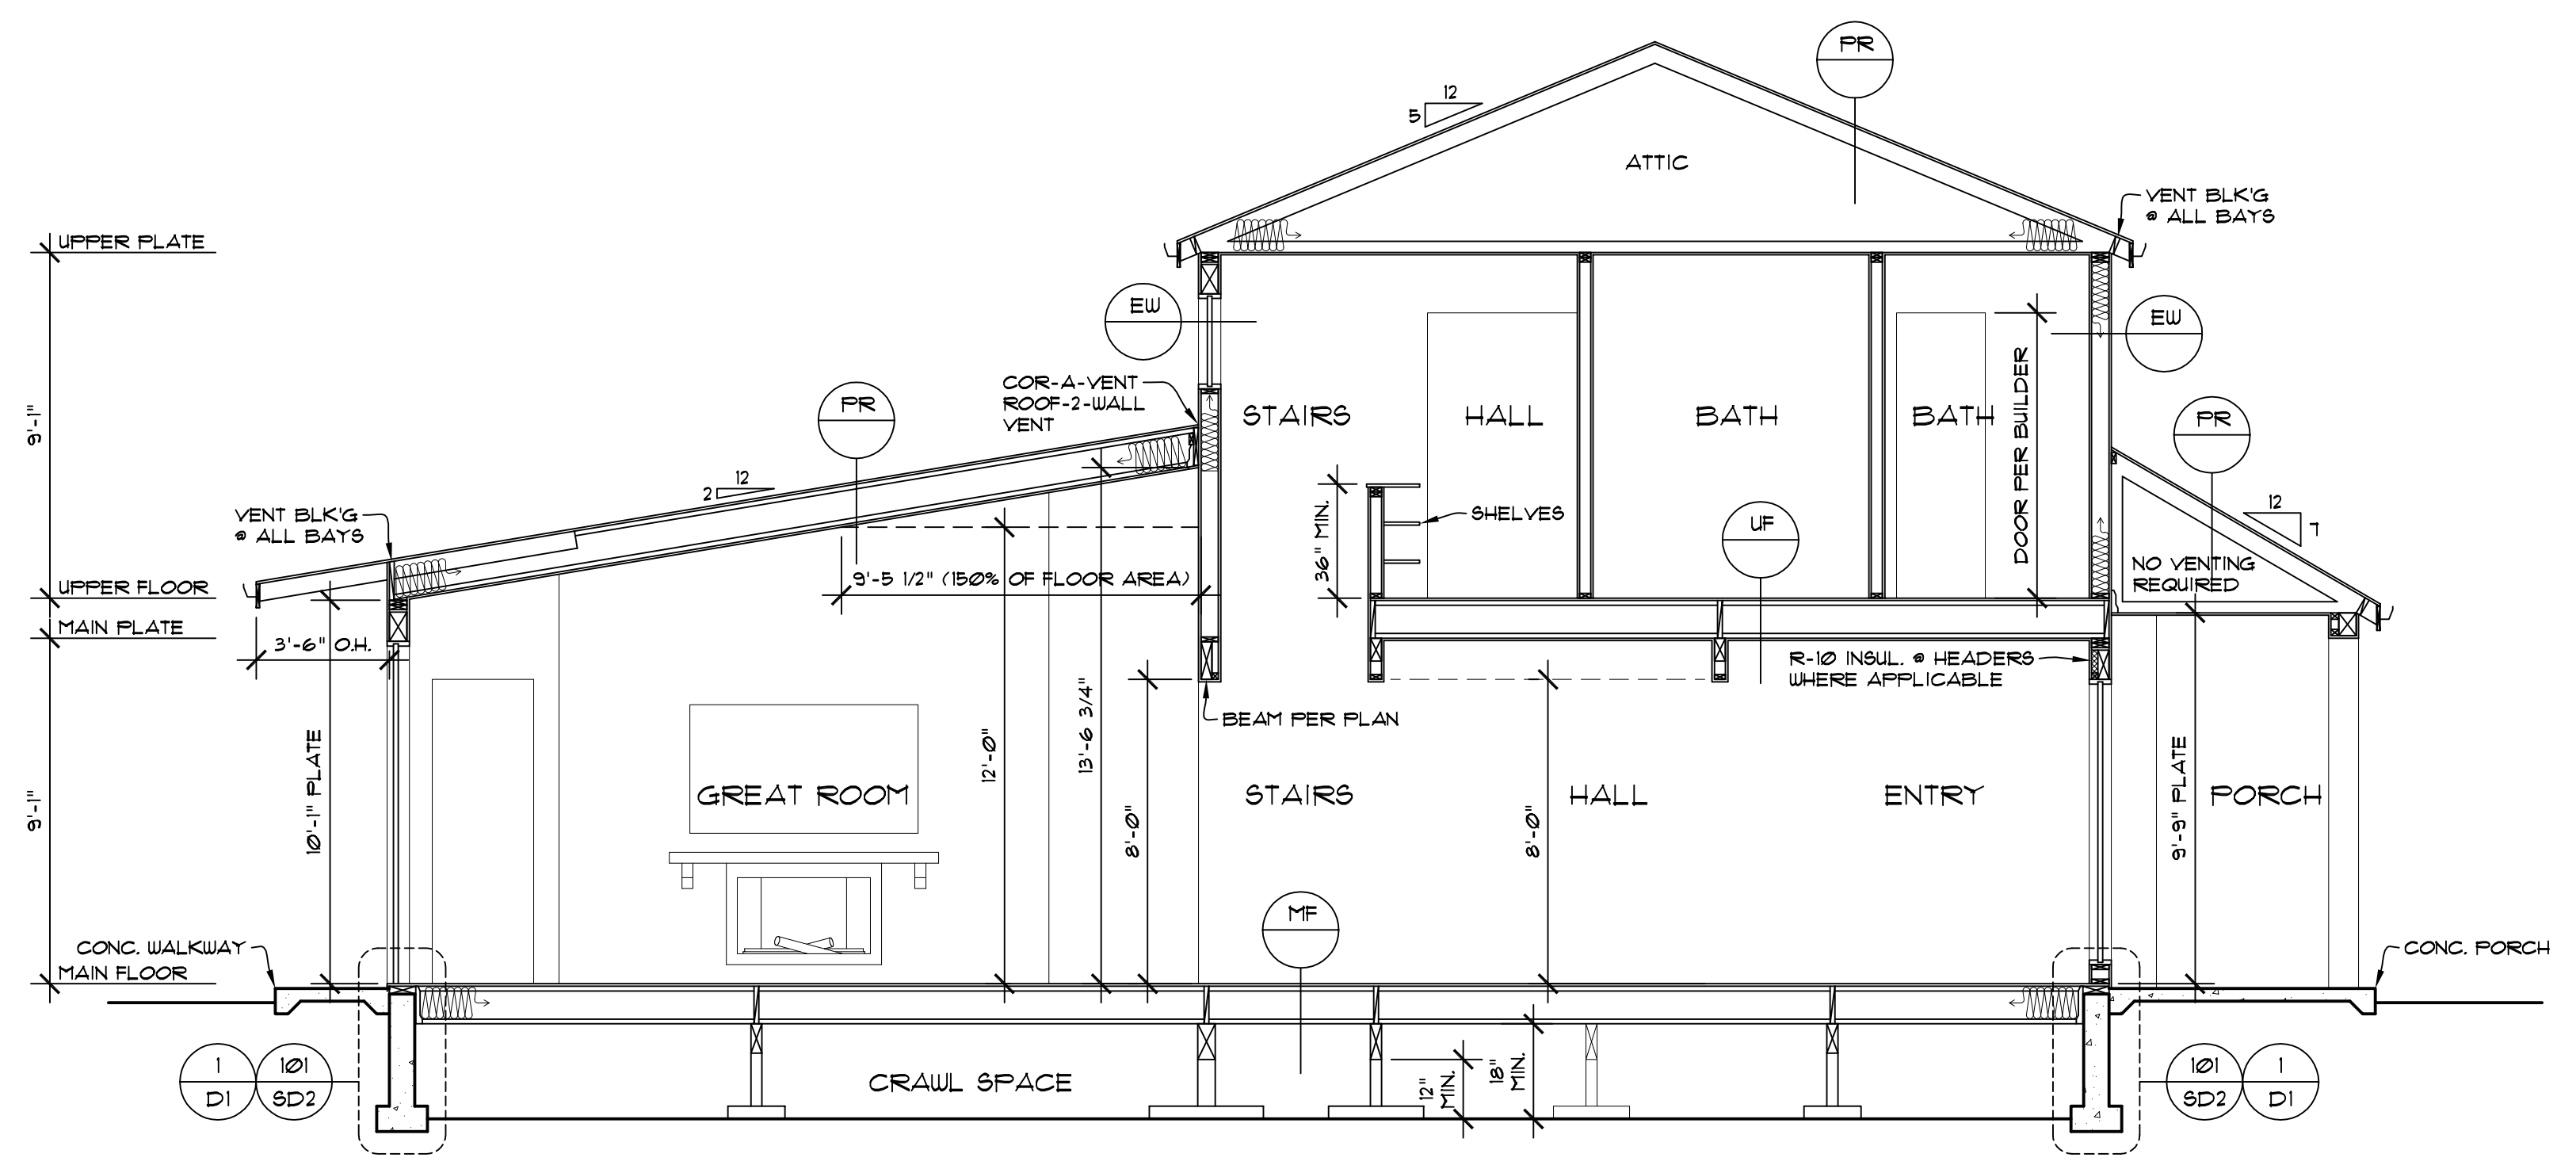 PR
12
5
ATTIC
VENT BLK'G
@ ALL BAYS
UPPER PLATE
EW
EW
9'-1"
COR-A-VENT
ROOF-2-WALL
VENT
PR
STAIRS
HALL
BATH
BATH
DOOR PER BUILDER
PR
12
2
12
7
VENT BLK'G
@ ALL BAYS
36" MIN.
SHELVES
UF
NO VENTING
REQUIRED
UPPER FLOOR
9'-5 1/2" (150% OF FLOOR AREA)
MAIN PLATE
3'-6" O.H.
R-10 INSUL. @ HEADERS
WHERE APPLICABLE
BEAM PER PLAN
9'-1"
10'-1" PLATE
GREAT ROOM
12'-0"
13'-6 3/4"
8'-0"
STAIRS
8'-0"
HALL
ENTRY
9'-9" PLATE
PORCH
MF
CONC. WALKWAY
MAIN FLOOR
CONC. PORCH
1
D1
101
SD2
CRAWL SPACE
12"
MIN.
18"
MIN.
101
SD2
1
D1